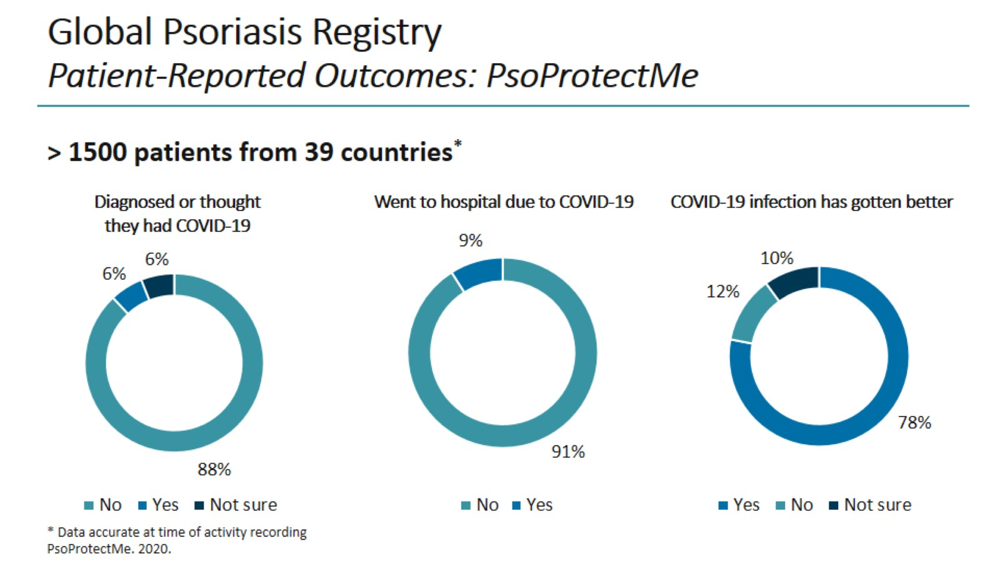 Global Psoriasis Registry
Patient-Reported Outcomes: PsoProtectMe
> 1500 patients from 39 countries*
Diagnosed or thought
they had COVID-19
6%
6%
88%
No Yes Not sure
Went to hospital due to COVID-19
9%
91%
No Yes
COVID-19 infection has gotten better
10%
12%
78%
Yes No Not sure
* Data accurate at time of activity recording
PsoProtectMe. 2020.